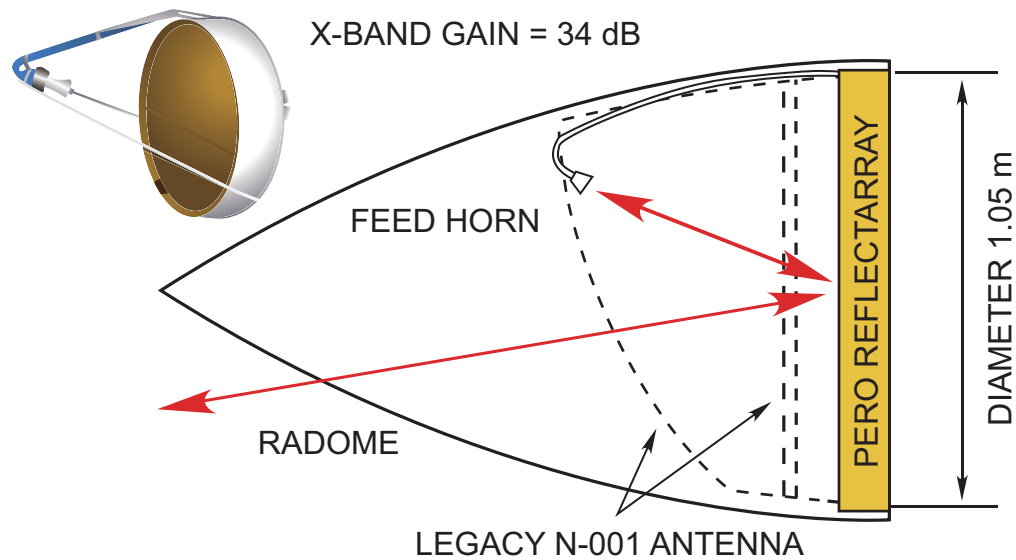 X-BAND GAIN = 34 dB
FEED HORN
RADOME
LEGACY N-001 ANTENNA
PERO REFLECTARRAY
DIAMETER 1.05 m